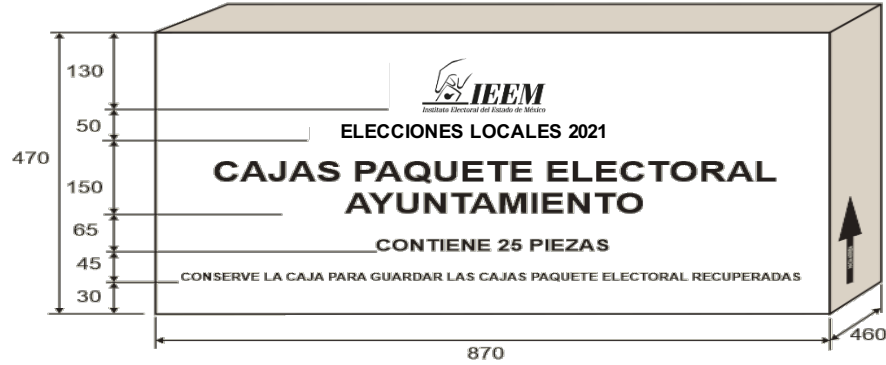 IEEM
Instituto Electoral del Estado de México
ELECCIONES LOCALES 2021
CAJAS PAQUETE ELECTORAL
AYUNTAMIENTO
CONTIENE 25 PIEZAS
CONSERVE LA CAJA PARA GUARDAR LAS CAJAS PAQUETE ELECTORAL RECUPERADAS
130
50
470
150
65
45
30
870
460